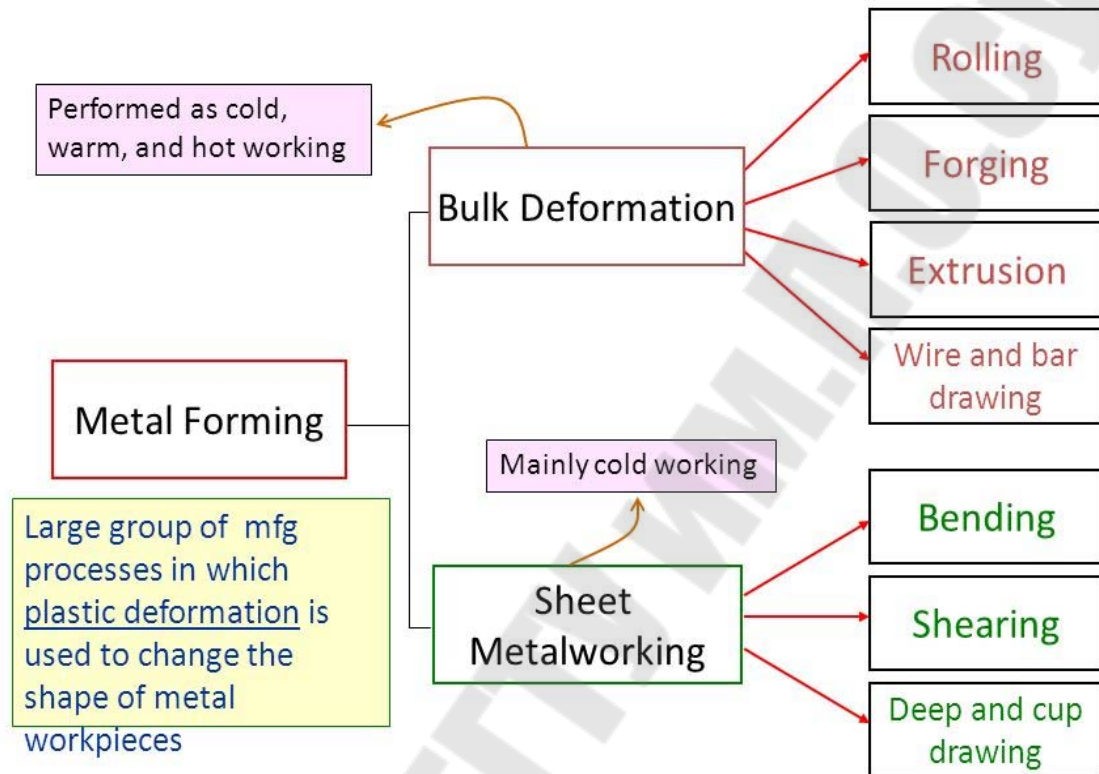 Rolling
Performed as cold,
warm, and hot working
Bulk Deformation
Forging
Extrusion
Wire and bar
drawing
Metal Forming
Large group of mfg
processes in which
plastic deformation is
used to change the
shape of metal
workpieces
Mainly cold working
Sheet
Metalworking
Bending
Shearing
Deep and cup
drawing
ГГТУ ИМ.П.О